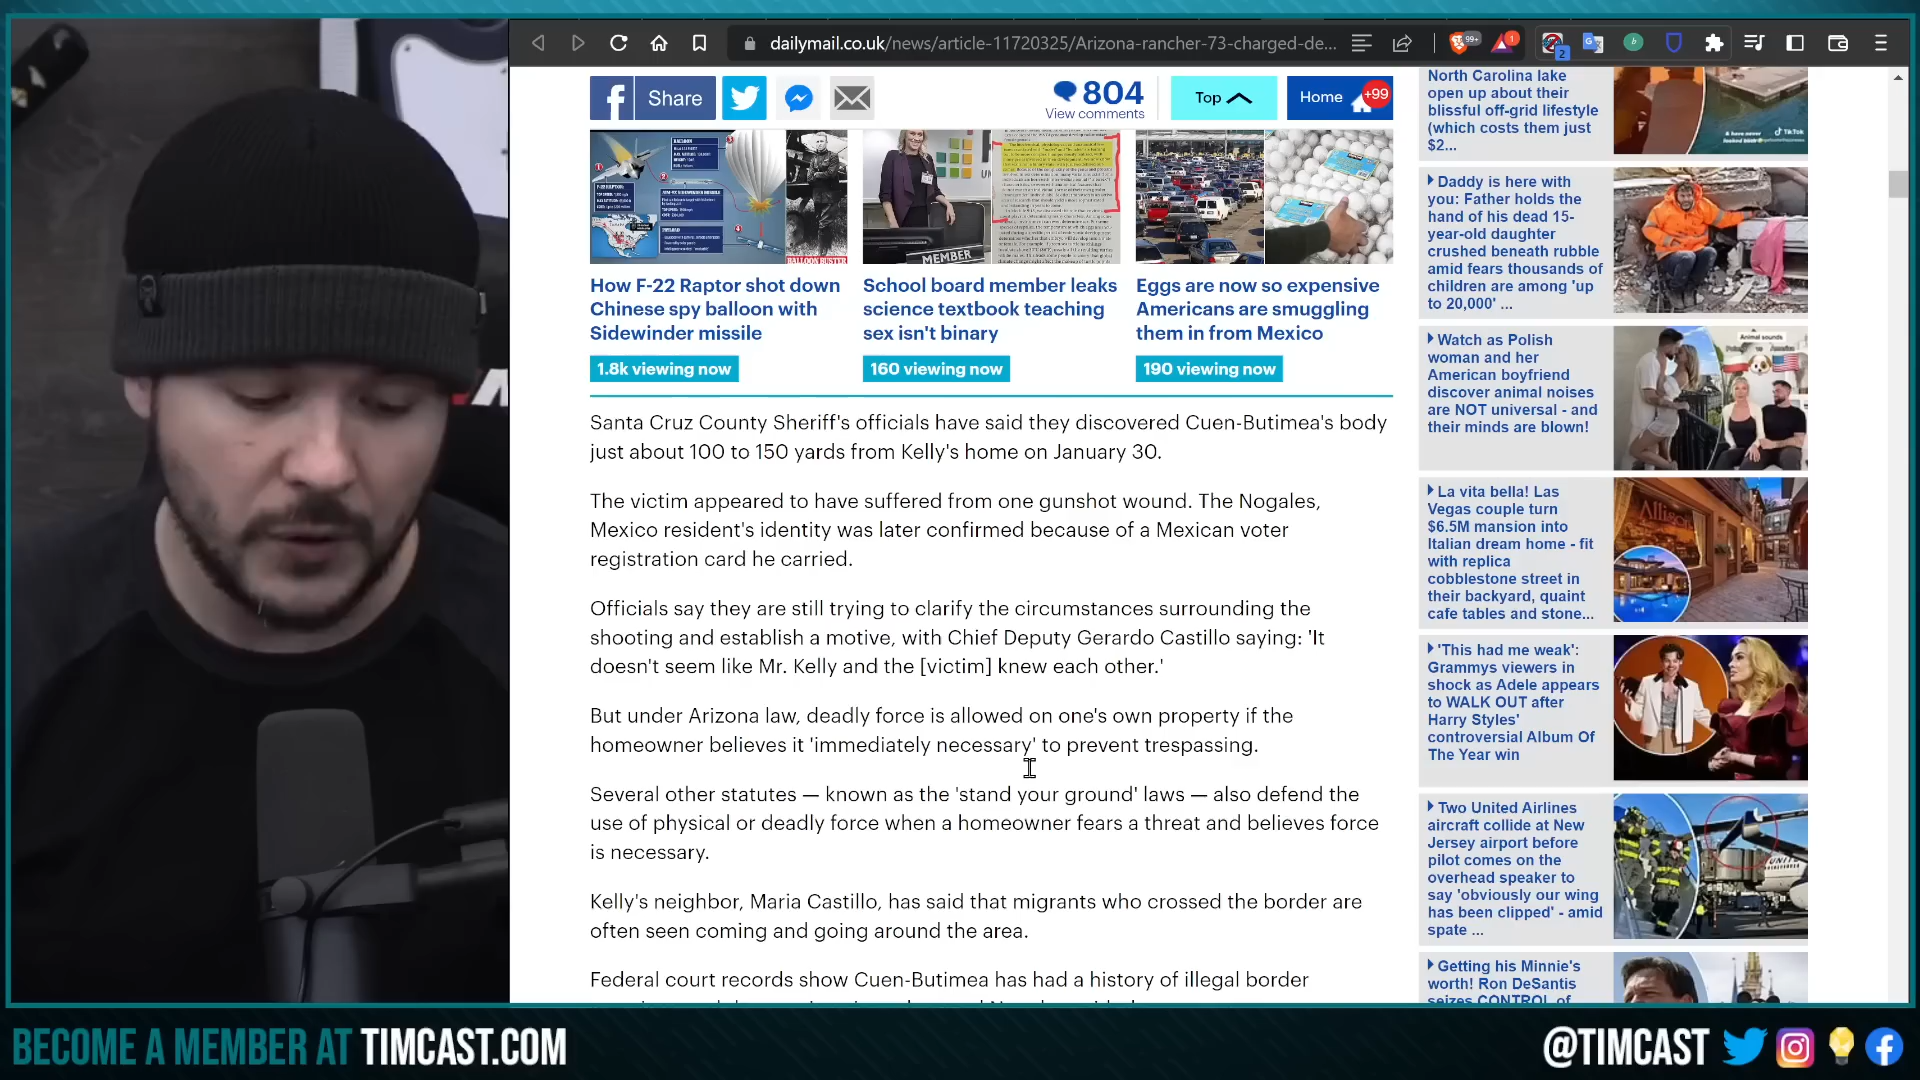 dailymail.co.uk/news/article-11720325/Arizona-rancher-73-charged-de...
99+
1
2
Share
804
View comments
Top
Home
+99
BALLOON BUSTER
MEMBER
How F-22 Raptor shot down
Chinese spy balloon with
Sidewinder missile
1.8k viewing now
School board member leaks
science textbook teaching
sex isn't binary
160 viewing now
Eggs are now so expensive
Americans are smuggling
them in from Mexico
190 viewing now
Santa Cruz County Sheriff's officials have said they discovered Cuen-Butimea's body
just about 100 to 150 yards from Kelly's home on January 30.
The victim appeared to have suffered from one gunshot wound. The Nogales,
Mexico resident's identity was later confirmed because of a Mexican voter
registration card he carried.
Officials say they are still trying to clarify the circumstances surrounding the
shooting and establish a motive, with Chief Deputy Gerardo Castillo saying: 'It
doesn't seem like Mr. Kelly and the [victim] knew each other.'
But under Arizona law, deadly force is allowed on one's own property if the
homeowner believes it 'immediately necessary' to prevent trespassing.
Several other statutes — known as the 'stand your ground' laws — also defend the
use of physical or deadly force when a homeowner fears a threat and believes force
is necessary.
Kelly's neighbor, Maria Castillo, has said that migrants who crossed the border are
often seen coming and going around the area.
Federal court records show Cuen-Butimea has had a history of illegal border
North Carolina lake
open up about their
blissful off-grid lifestyle
(which costs them just
$2...
TikTok
Daddy is here with
you: Father holds the
hand of his dead 15-
year-old daughter
crushed beneath rubble
amid fears thousands of
children are among 'up
to 20,000' ...
Watch as Polish
woman and her
American boyfriend
discover animal noises
are NOT universal - and
their minds are blown!
Animal sounds
La vita bella! Las
Vegas couple turn
$6.5M mansion into
Italian dream home - fit
with replica
cobblestone street in
their backyard, quaint
cafe tables and stone...
'This had me weak':
Grammys viewers in
shock as Adele appears
to WALK OUT after
Harry Styles'
controversial Album Of
The Year win
Two United Airlines
aircraft collide at New
Jersey airport before
pilot comes on the
overhead speaker to
say 'obviously our wing
has been clipped' - amid
spate ...
Getting his Minnie's
worth! Ron DeSantis
seizes CONTROL of
BECOME A MEMBER AT TIMCAST.COM
@TIMCAST